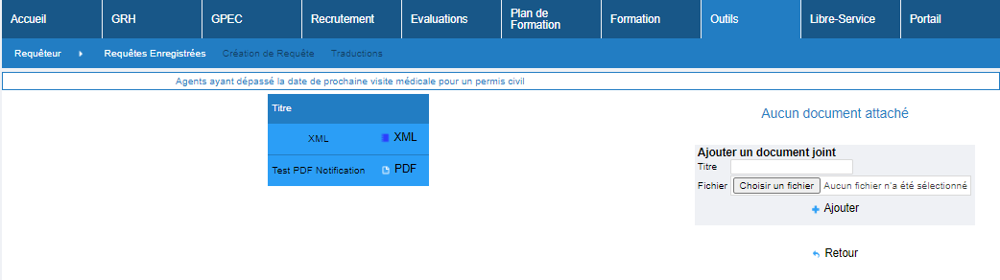 Accueil GRH GPEC Recrutement Evaluations Plan de Formation Formation Outils Libre-Service Portail
Requêteur Requêtes Enregistrées Création de Requête Traductions
Agents ayant dépassé la date de prochaine visite médicale pour un permis civil
Titre
XML XML
Test PDF Notification PDF
Aucun document attaché
Ajouter un document joint
Titre
Fichier Choisir un fichier Aucun fichier n'a été sélectionné
Ajouter
Retour